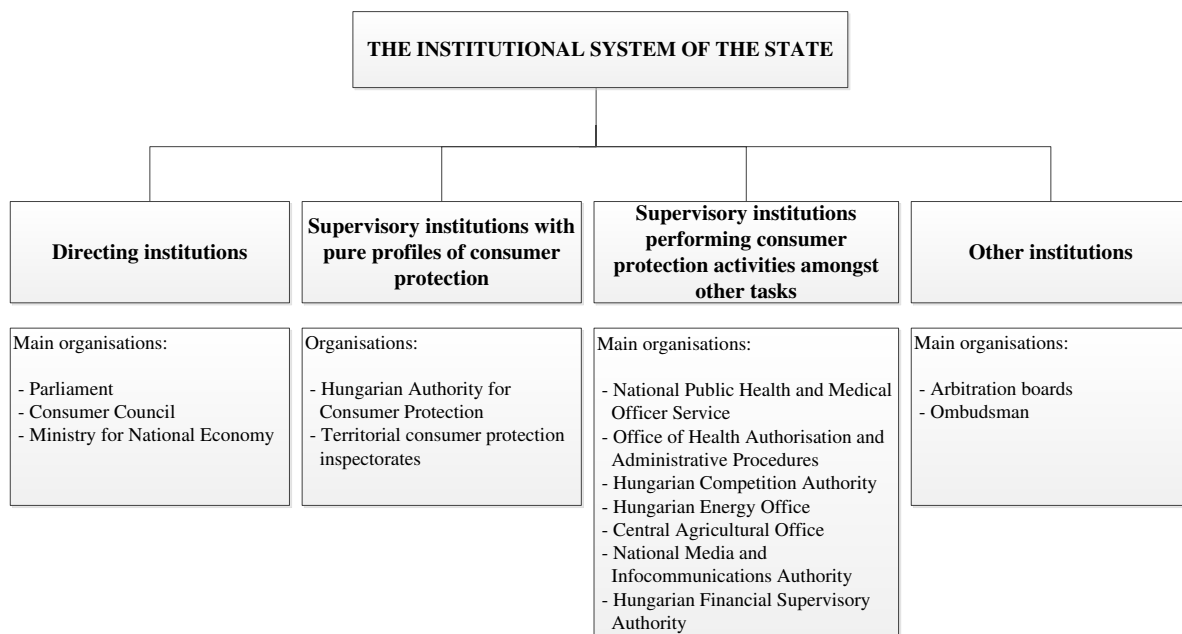 THE INSTITUTIONAL SYSTEM OF THE STATE
Directing institutions
Supervisory institutions with
pure profiles of consumer
protection
Supervisory institutions
performing consumer
protection activities amongst
other tasks
Other institutions
Main organisations:
- Parliament
- Consumer Council
- Ministry for National Economy
Organisations:
- Hungarian Authority for
Consumer Protection
- Territorial consumer protection
inspectorates
Main organisations:
- National Public Health and Medical
Officer Service
- Office of Health Authorisation and
Administrative Procedures
- Hungarian Competition Authority
- Hungarian Energy Office
- Central Agricultural Office
- National Media and
Infocommunications Authority
- Hungarian Financial Supervisory
Authority
Main organisations:
- Arbitration boards
- Ombudsman